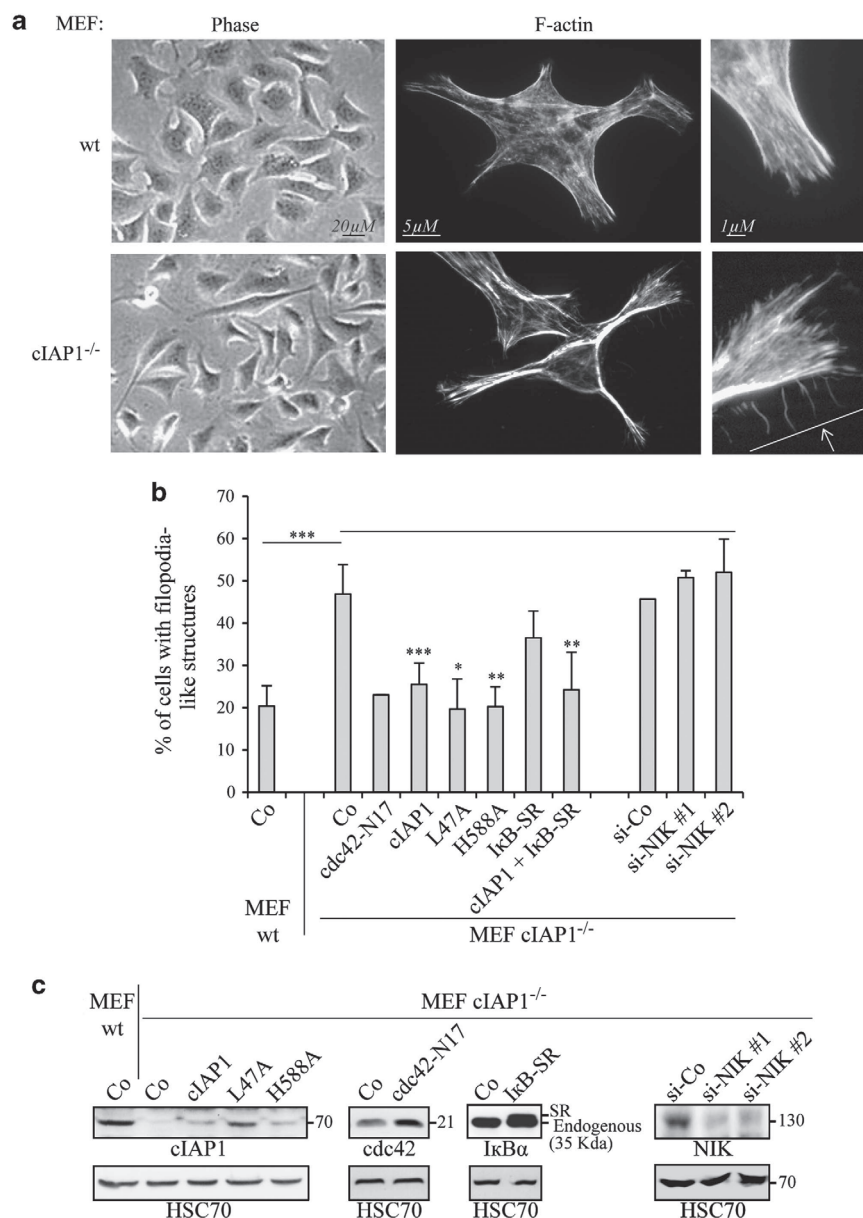 a
MEF: Phase F-actin
wt
20µM 5µM 1µM
cIAP1-/-
b
% of cells with filopodia-
like structures
70
60
50
40
30
20
10
0
***
*** * ** **
Co Co cdc42-N17 cIAP1 L47A H588A IκB-SR cIAP1 + IκB-SR si-Co si-NIK #1 si-NIK #2
MEF
wt
MEF cIAP1-/-
c
MEF
wt
MEF cIAP1-/-
Co Co cIAP1 L47A H588A Co cdc42-N17 Co IκB-SR si-Co si-NIK #1 si-NIK #2
70 21 SR
Endogenous
(35 Kda)
130
cIAP1 cdc42 IκBα NIK
70
HSC70 HSC70 HSC70 HSC70